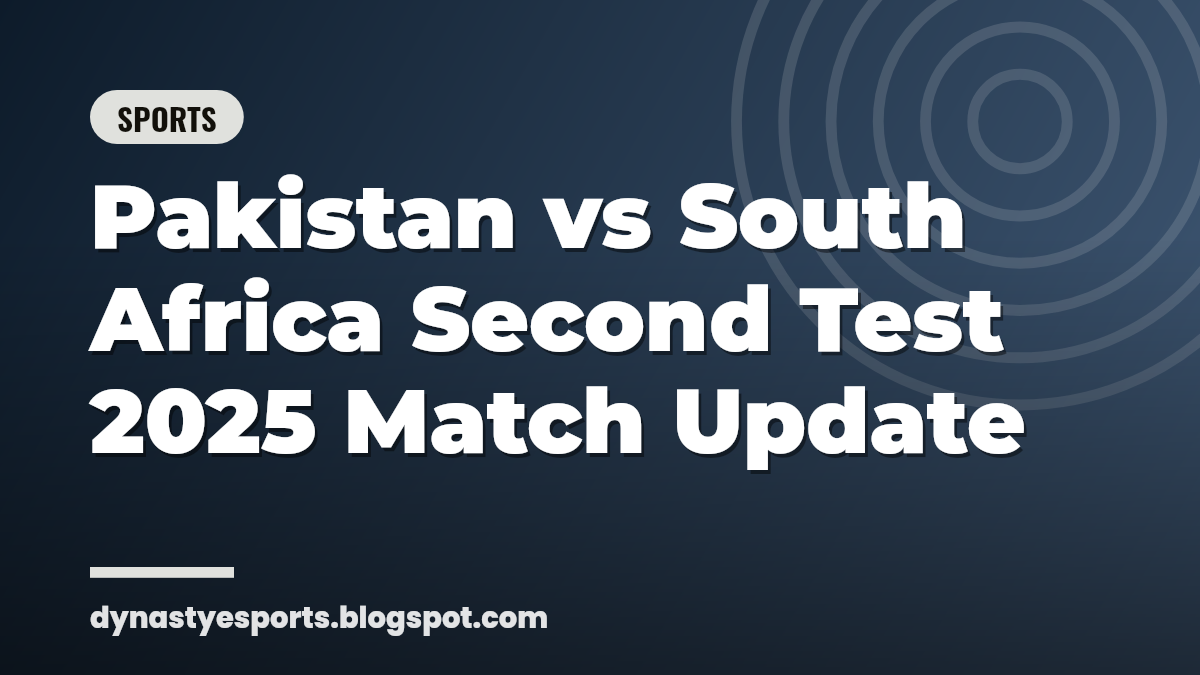 SPORTS
Pakistan vs South
Africa Second Test
2025 Match Update
dynastyesports.blogspot.com